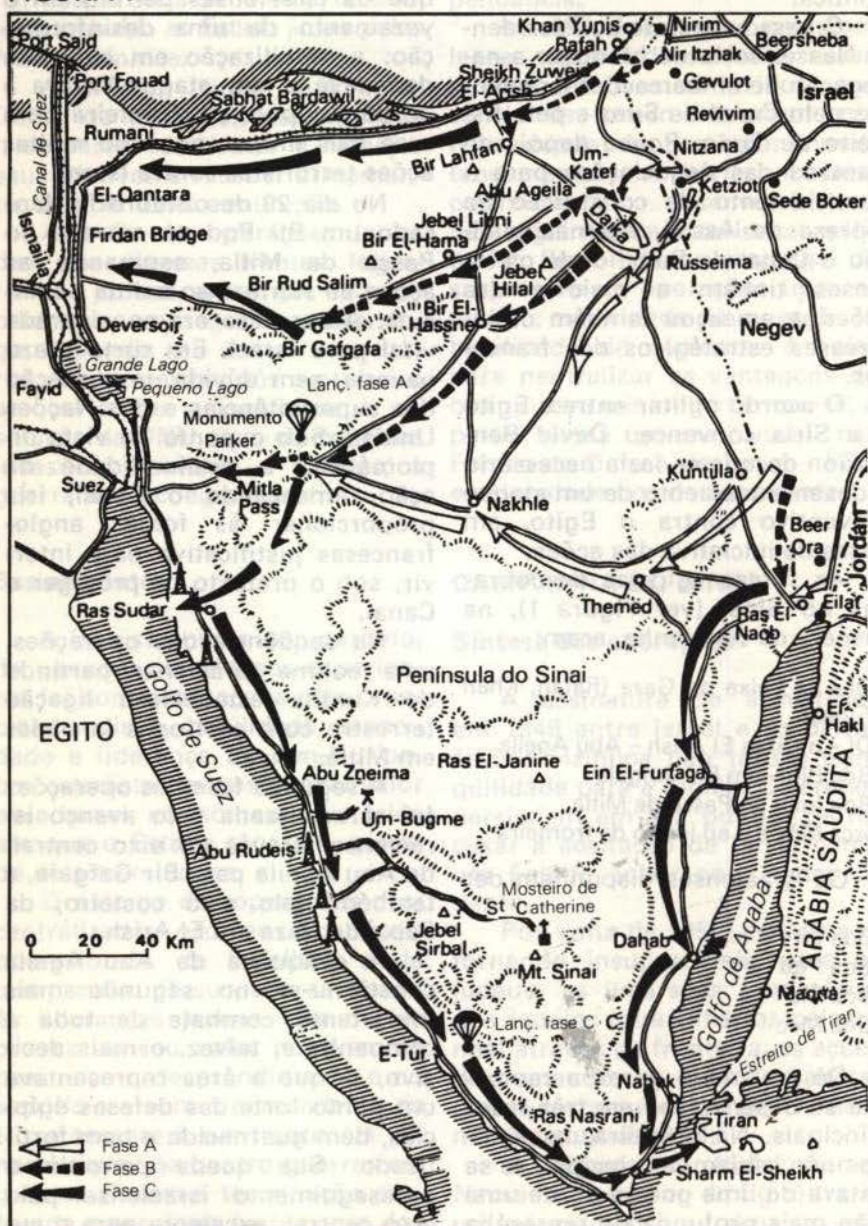 Port Said
Port Fouad
Sabhat Bardawil
Rumani
Canal de Suez
El-Qantara
Ismailia
Firdan Bridge
Deversoir
Grande Lago
Pequeno Lago
Fayid
Suez
Khan Yunis
Rafah
Nirim
Nir Itzhak
Beersheba
Sheikh Zuweid
El-Arish
Gevulot
Israel
Revivim
Bir Lahfan
Um-
Katef
Nitzana
Ketziot
Abu Ageila
Sede Boker
Jebel Libni
Daika
Bir El-Hama
Russeima
Jebel
Hilal
Bir Rud Salim
Bir El-
Hassne
Negev
Bir Gafgafa
Lanç. fase A
Monumento
Parker
Mitla
Pass
Nakhle
Kuntilla
Beer
Ora
Jordan
Themed
Ras El-
Naqb
Eilat
Ras Sudar
Península do Sinai
Golfo de Suez
EGITO
Abu Zneima
Ras El-Janine
Ein El-Furtaga
Um-Bugme
Abu Rudeis
ARÁBIA SAUDITA
Golfo de Aqaba
Mosteiro de
St Catherine
Jebel
Sirbal
Mt. Sinai
Dahab
Maqna
Lanç. fase C
Estreito de Tiran
E-Tur
Nabek
Ras Nasrani
Tiran
Sharm El-Sheikh
0 20 40 Km
Fase A
Fase B
Fase C